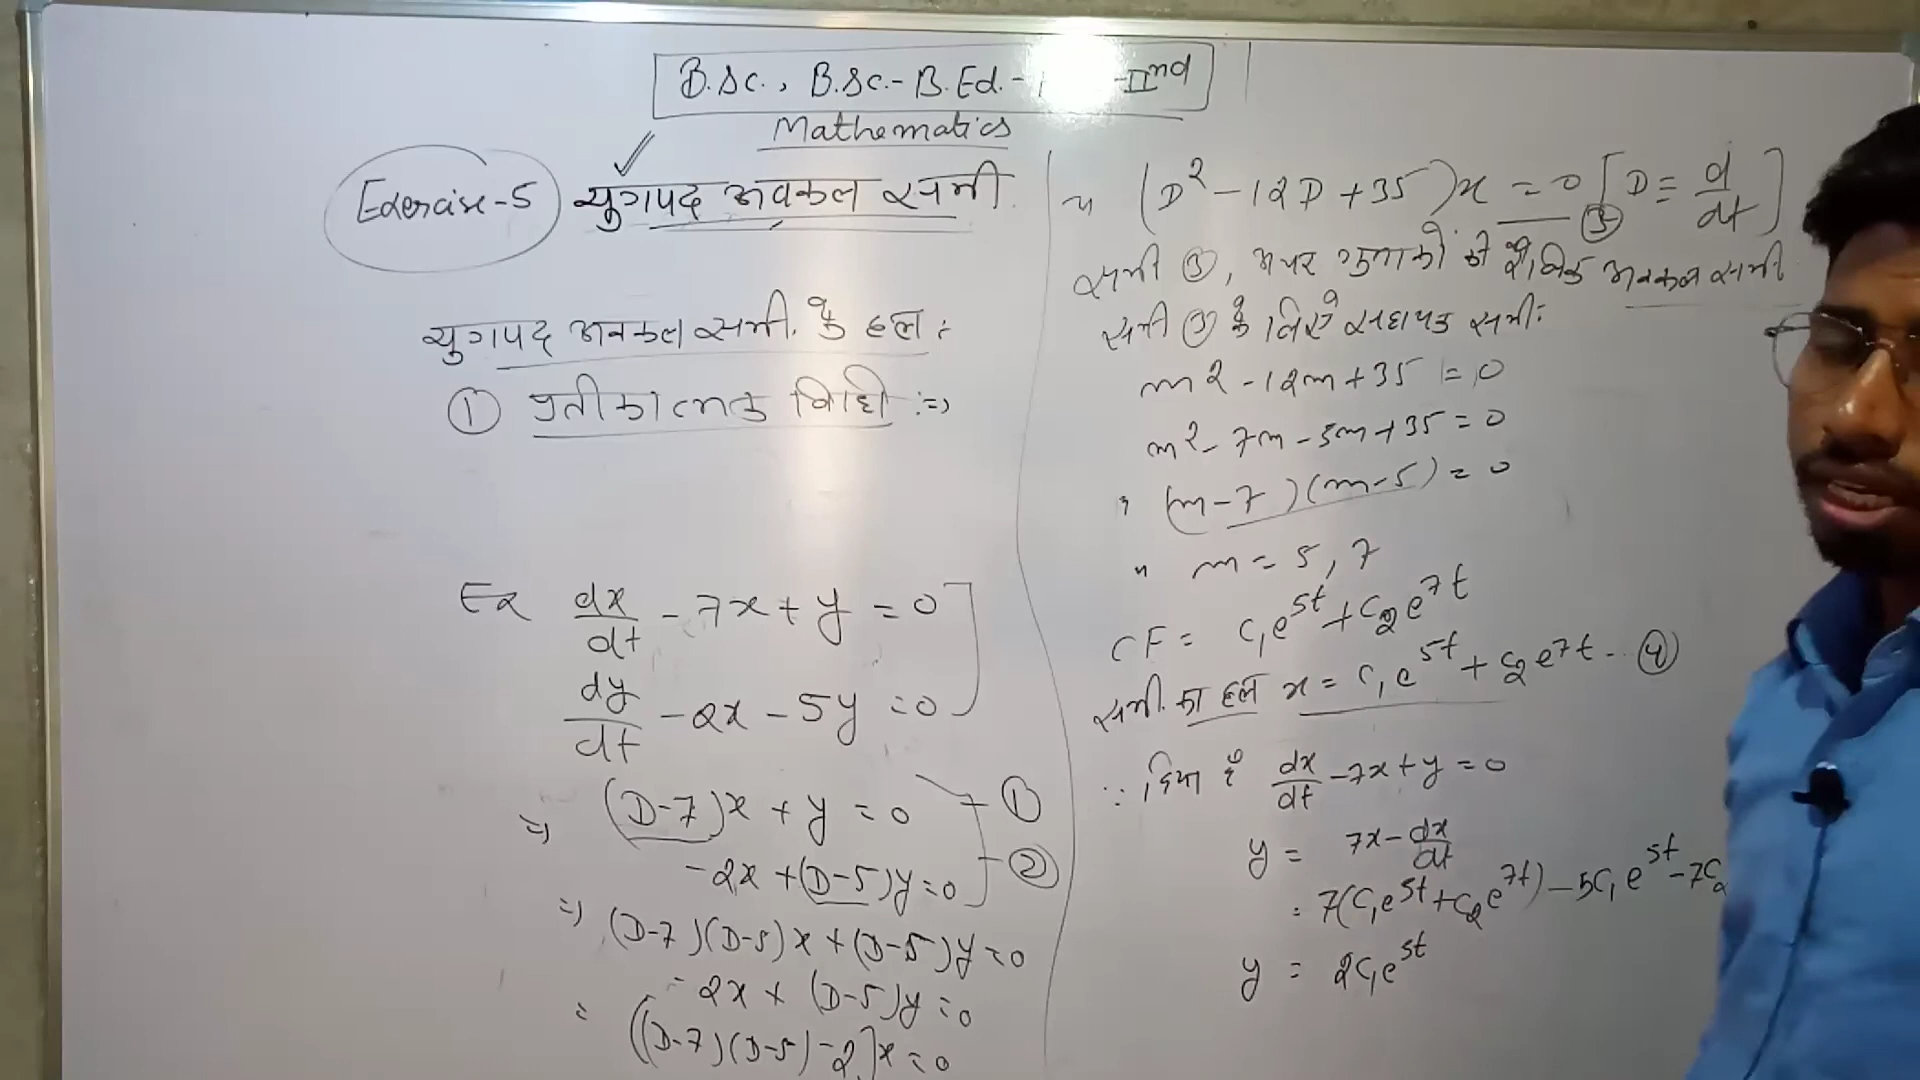 B.Sc., B.Sc.-B.Ed.- IInd
Mathematics
Exercise-5 युगपद अवकल समी
युगपद अवकल समी. के हल :
① प्रतीकात्मक विधि :⇒
Ex dx/dt - 7x + y = 0
dy/dt - 2x - 5y = 0
⇒ (D-7)x + y = 0 - ①
-2x + (D-5)y = 0 - ②
⇒ (D-7)(D-5)x + (D-5)y = 0
- 2x + (D-5)y = 0
= ((D-7)(D-5) - 2]x = 0
" (D² - 12D + 35)x = 0 ③ [D ≡ d/dt]
समी ③, अचर गुणाकों की रैखिक अवकल समी
समी ③ के लिए सहायक समी:
m² - 12m + 35 = 0
m² - 7m - 5m + 35 = 0
" (m-7)(m-5) = 0
" m = 5, 7
CF = c₁e^5t + c₂e^7t
समी. का हल x = c₁e^5t + c₂e^7t - - ④
∵ दिया है dx/dt - 7x + y = 0
y = 7x - dx/dt
= 7(c₁e^5t + c₂e^7t) - 5c₁e^5t - 7c₂
y = 2c₁e^5t